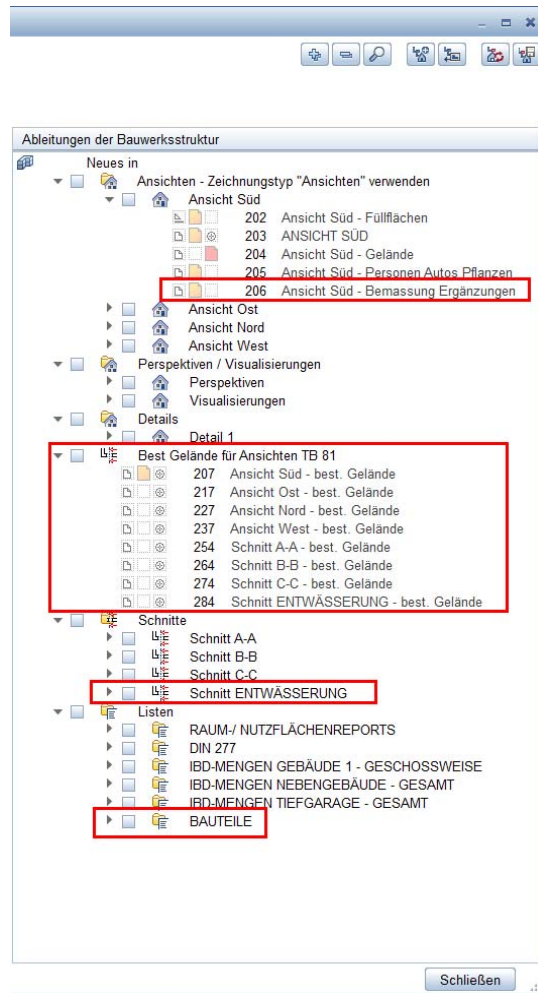 Ableitungen der Bauwerksstruktur
Neues in
Ansichten - Zeichnungstyp "Ansichten" verwenden
Ansicht Süd
202 Ansicht Süd - Füllflächen
203 ANSICHT SÜD
204 Ansicht Süd - Gelände
205 Ansicht Süd - Personen Autos Pflanzen
206 Ansicht Süd - Bemassung Ergänzungen
Ansicht Ost
Ansicht Nord
Ansicht West
Perspektiven / Visualisierungen
Perspektiven
Visualisierungen
Details
Detail 1
Best Gelände für Ansichten TB 81
207 Ansicht Süd - best. Gelände
217 Ansicht Ost - best. Gelände
227 Ansicht Nord - best. Gelände
237 Ansicht West - best. Gelände
254 Schnitt A-A - best. Gelände
264 Schnitt B-B - best. Gelände
274 Schnitt C-C - best. Gelände
284 Schnitt ENTWÄSSERUNG - best. Gelände
Schnitte
Schnitt A-A
Schnitt B-B
Schnitt C-C
Schnitt ENTWÄSSERUNG
Listen
RAUM-/ NUTZFLÄCHENREPORTS
DIN 277
IBD-MENGEN GEBÄUDE 1 - GESCHOSSWEISE
IBD-MENGEN NEBENGEBÄUDE - GESAMT
IBD-MENGEN TIEFGARAGE - GESAMT
BAUTEILE
Schließen